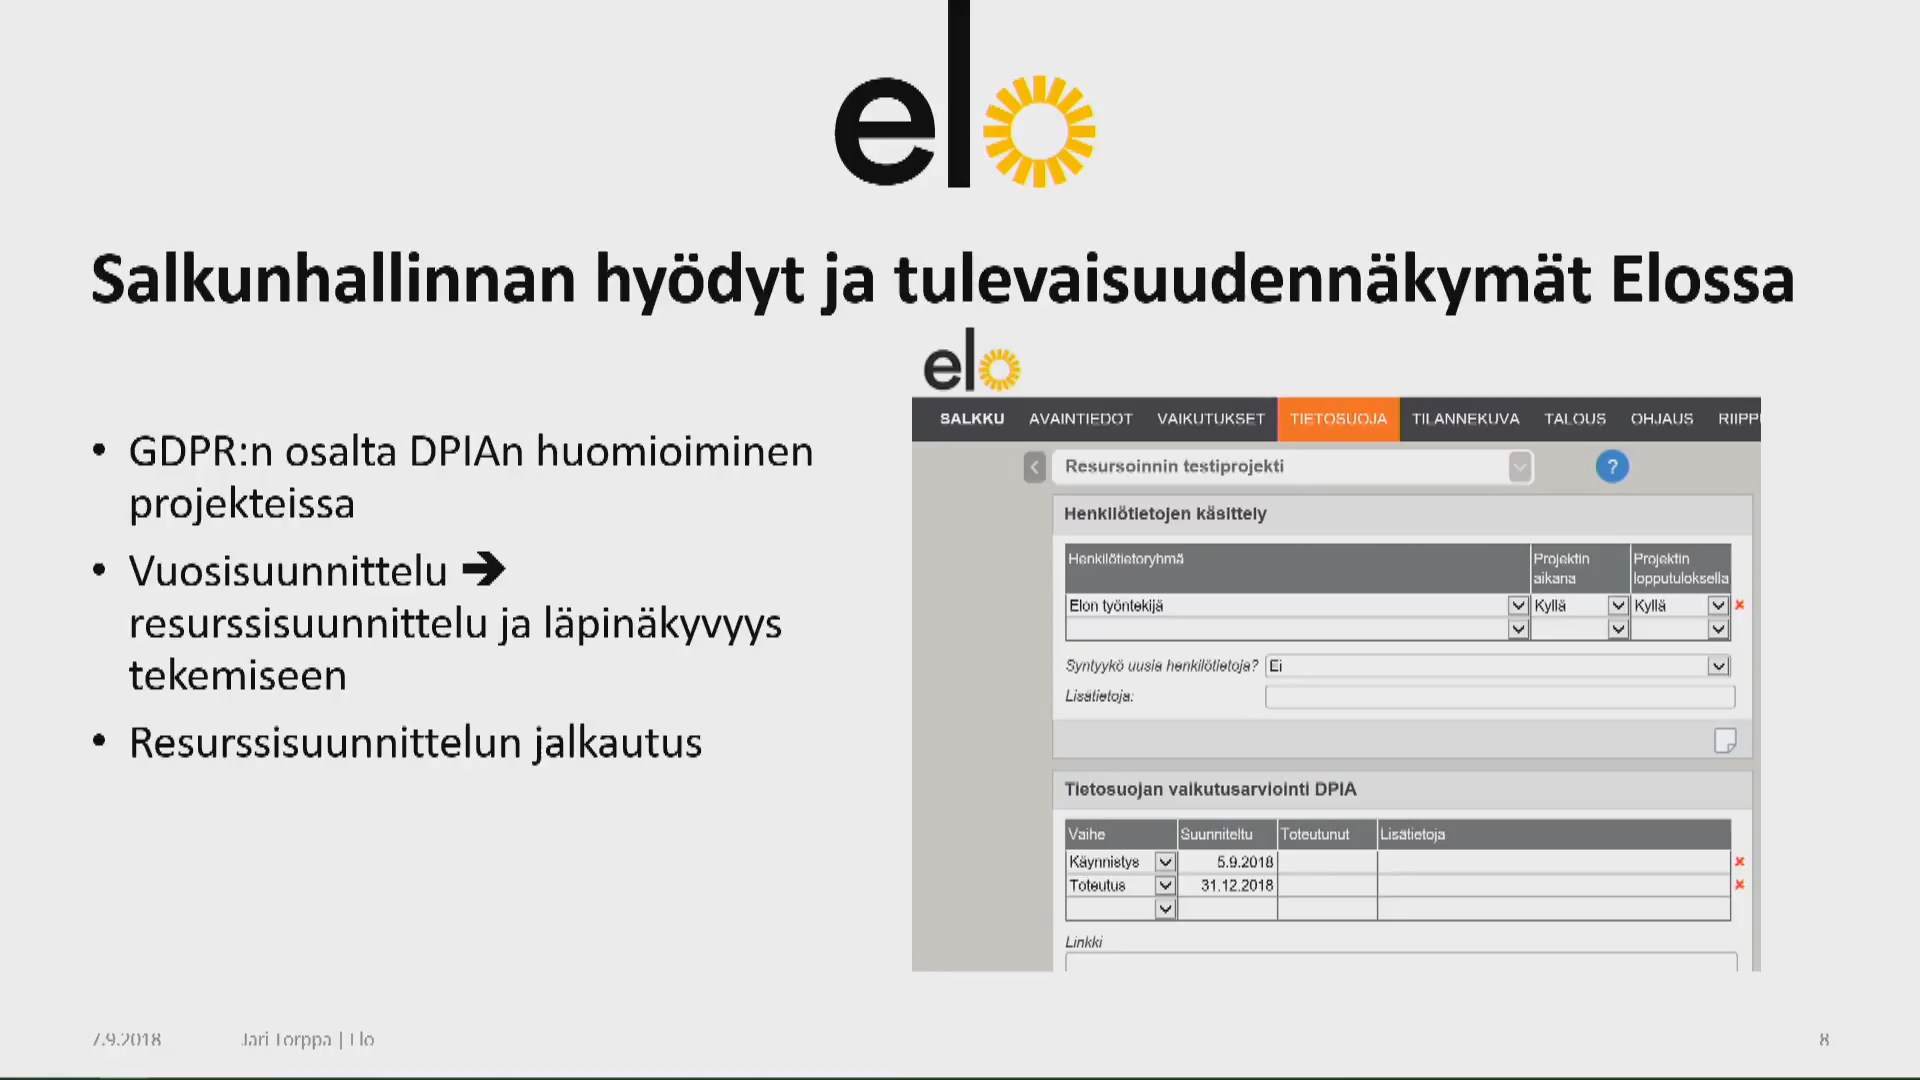 elo
Salkunhallinnan hyödyt ja tulevaisuudennäkymät Elossa
• GDPR:n osalta DPIAn huomioiminen
projekteissa
• Vuosisuunnittelu ➔
resurssisuunnittelu ja läpinäkyvyys
tekemiseen
• Resurssisuunnittelun jalkautus
elo
SALKKU AVAINTIEDOT VAIKUTUKSET TIETOSUOJA TILANNEKUVA TALOUS OHJAUS
Resursoinnin testiprojekti ?
Henkilötietojen käsittely
Henkilötietoryhmä Projektin aikana Projektin lopputuloksella
Elon työntekijä Kyllä Kyllä
Syntyykö uusia henkilötietoja? Ei
Lisätietoja:
Tietosuojan vaikutusarviointi DPIA
Vaihe Suunniteltu Toteutunut Lisätietoja
Käynnistys 5.9.2018
Toteutus 31.12.2018
Linkki
7.9.2018 Jari Torppa | Elo 8